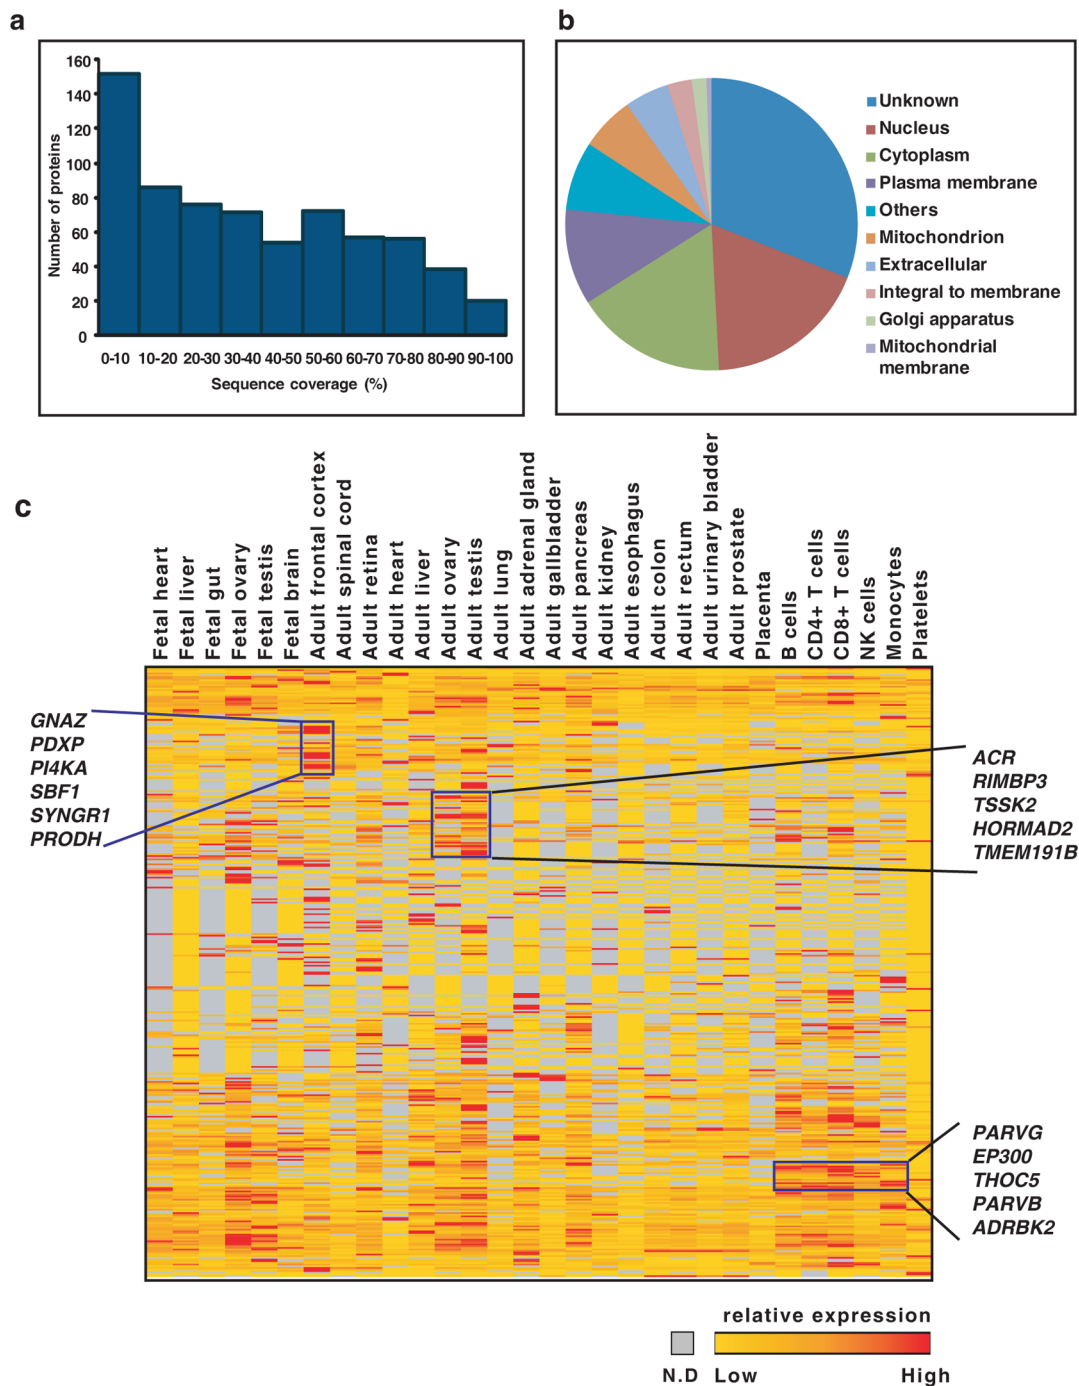 a
b
160
140
120
100
80
60
40
20
0
Number of proteins
0-10 10-20 20-30 30-40 40-50 50-60 60-70 70-80 80-90 90-100
Sequence coverage (%)
Unknown
Nucleus
Cytoplasm
Plasma membrane
Others
Mitochondrion
Extracellular
Integral to membrane
Golgi apparatus
Mitochondrial
membrane
c
Fetal heart
Fetal liver
Fetal gut
Fetal ovary
Fetal testis
Fetal brain
Adult frontal cortex
Adult spinal cord
Adult retina
Adult heart
Adult liver
Adult ovary
Adult testis
Adult lung
Adult adrenal gland
Adult gallbladder
Adult pancreas
Adult kidney
Adult esophagus
Adult colon
Adult rectum
Adult urinary bladder
Adult prostate
Placenta
B cells
CD4+ T cells
CD8+ T cells
NK cells
Monocytes
Platelets
GNAZ
PDXP
PI4KA
SBF1
SYNGR1
PRODH
ACR
RIMBP3
TSSK2
HORMAD2
TMEM191B
PARVG
EP300
THOC5
PARVB
ADRBK2
relative expression
N.D Low High